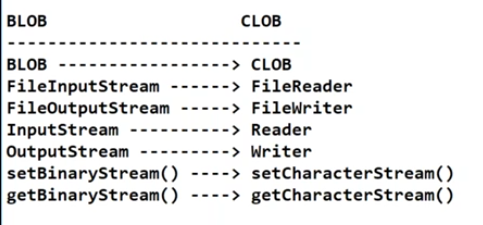 BLOB                         CLOB
-----------------------------
BLOB -----------------> CLOB
FileInputStream ------> FileReader
FileOutputStream -----> FileWriter
InputStream ----------> Reader
OutputStream ---------> Writer
setBinaryStream() ----> setCharacterStream()
getBinaryStream() ----> getCharacterStream()